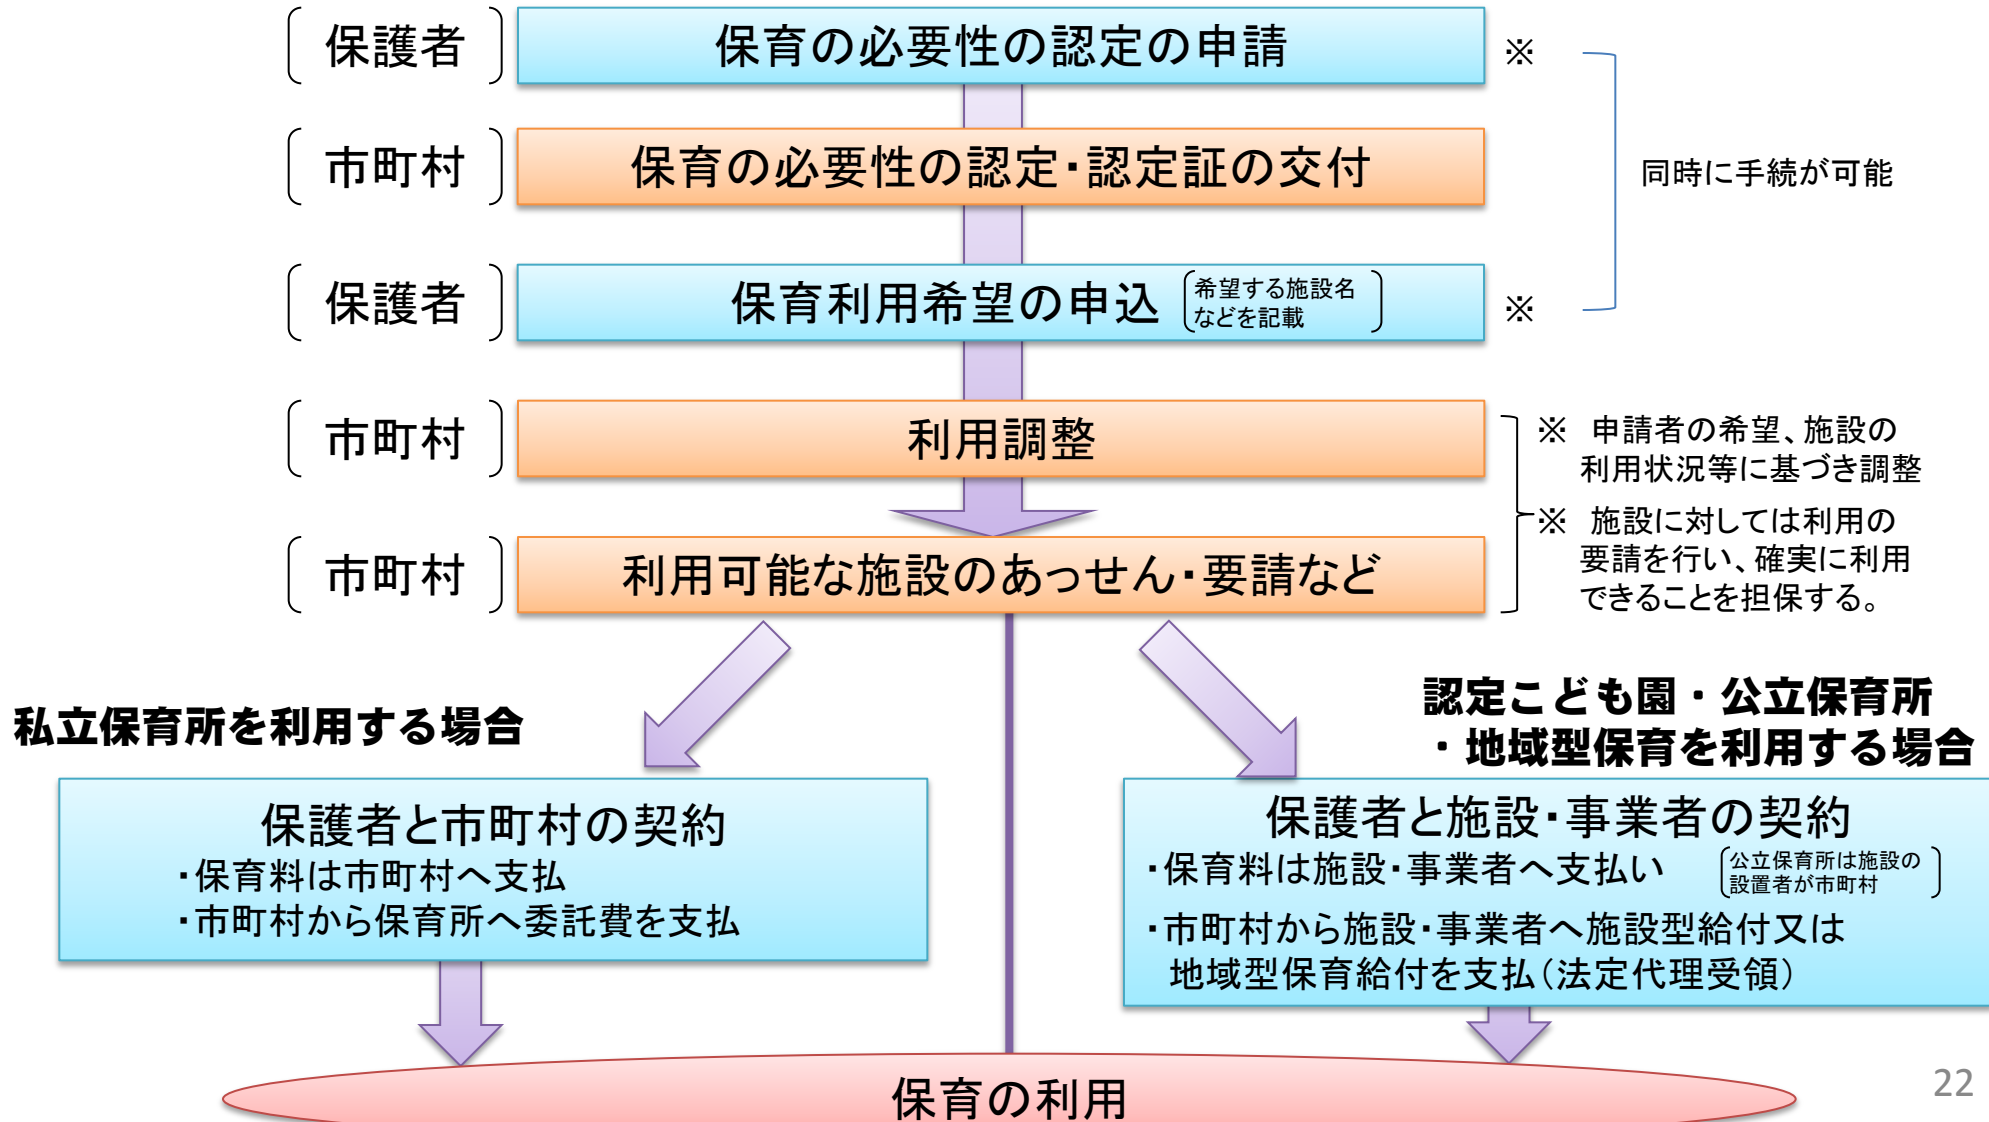 保護者
保育の必要性の認定の申請
※
市町村
保育の必要性の認定・認定証の交付
同時に手続が可能
保護者
保育利用希望の申込
希望する施設名
などを記載
※
市町村
利用調整
※ 申請者の希望、施設の
利用状況等に基づき調整
※ 施設に対しては利用の
要請を行い、確実に利用
できることを担保する。
市町村
利用可能な施設のあっせん・要請など
私立保育所を利用する場合
保護者と市町村の契約
・保育料は市町村へ支払
・市町村から保育所へ委託費を支払
認定こども園・公立保育所
・地域型保育を利用する場合
保護者と施設・事業者の契約
・保育料は施設・事業者へ支払い
公立保育所は施設の
設置者が市町村
・市町村から施設・事業者へ施設型給付又は
地域型保育給付を支払(法定代理受領)
保育の利用
22